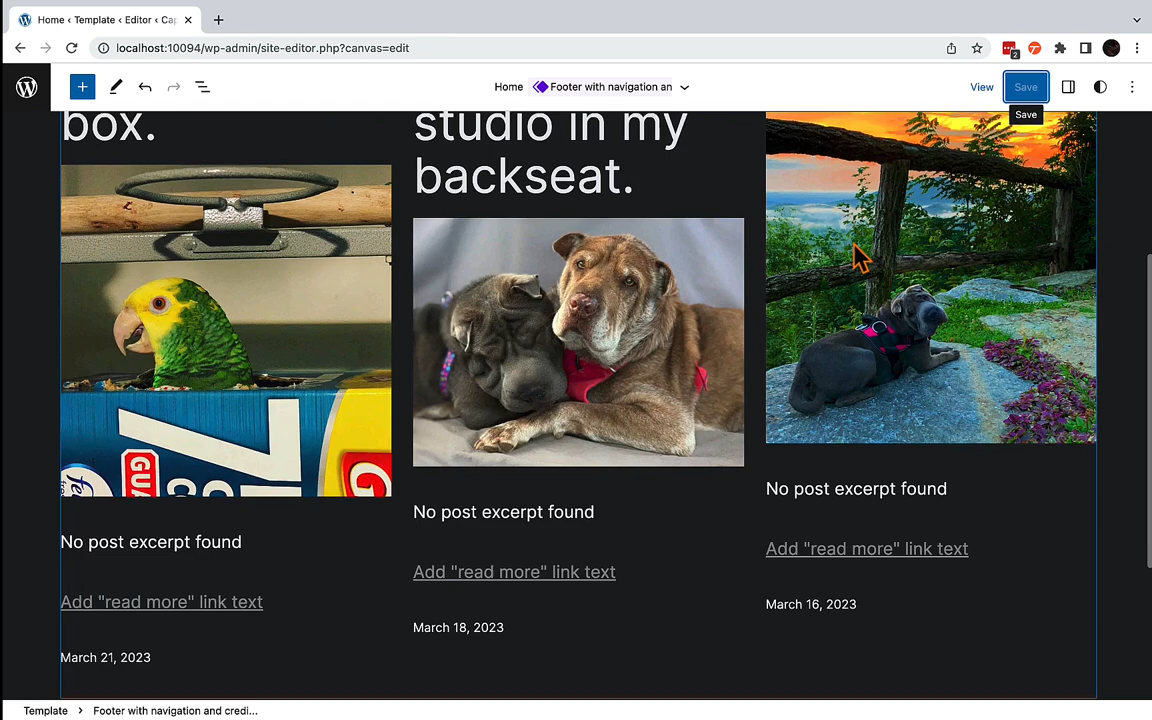 Home ‹ Template ‹ Editor ‹ Cap
localhost:10094/wp-admin/site-editor.php?canvas=edit
2
Home
Footer with navigation an
View
Save
Save
box.
studio in my
backseat.
GUA
No post excerpt found
Add "read more" link text
March 21, 2023
No post excerpt found
Add "read more" link text
March 18, 2023
No post excerpt found
Add "read more" link text
March 16, 2023
Template
Footer with navigation and credi...